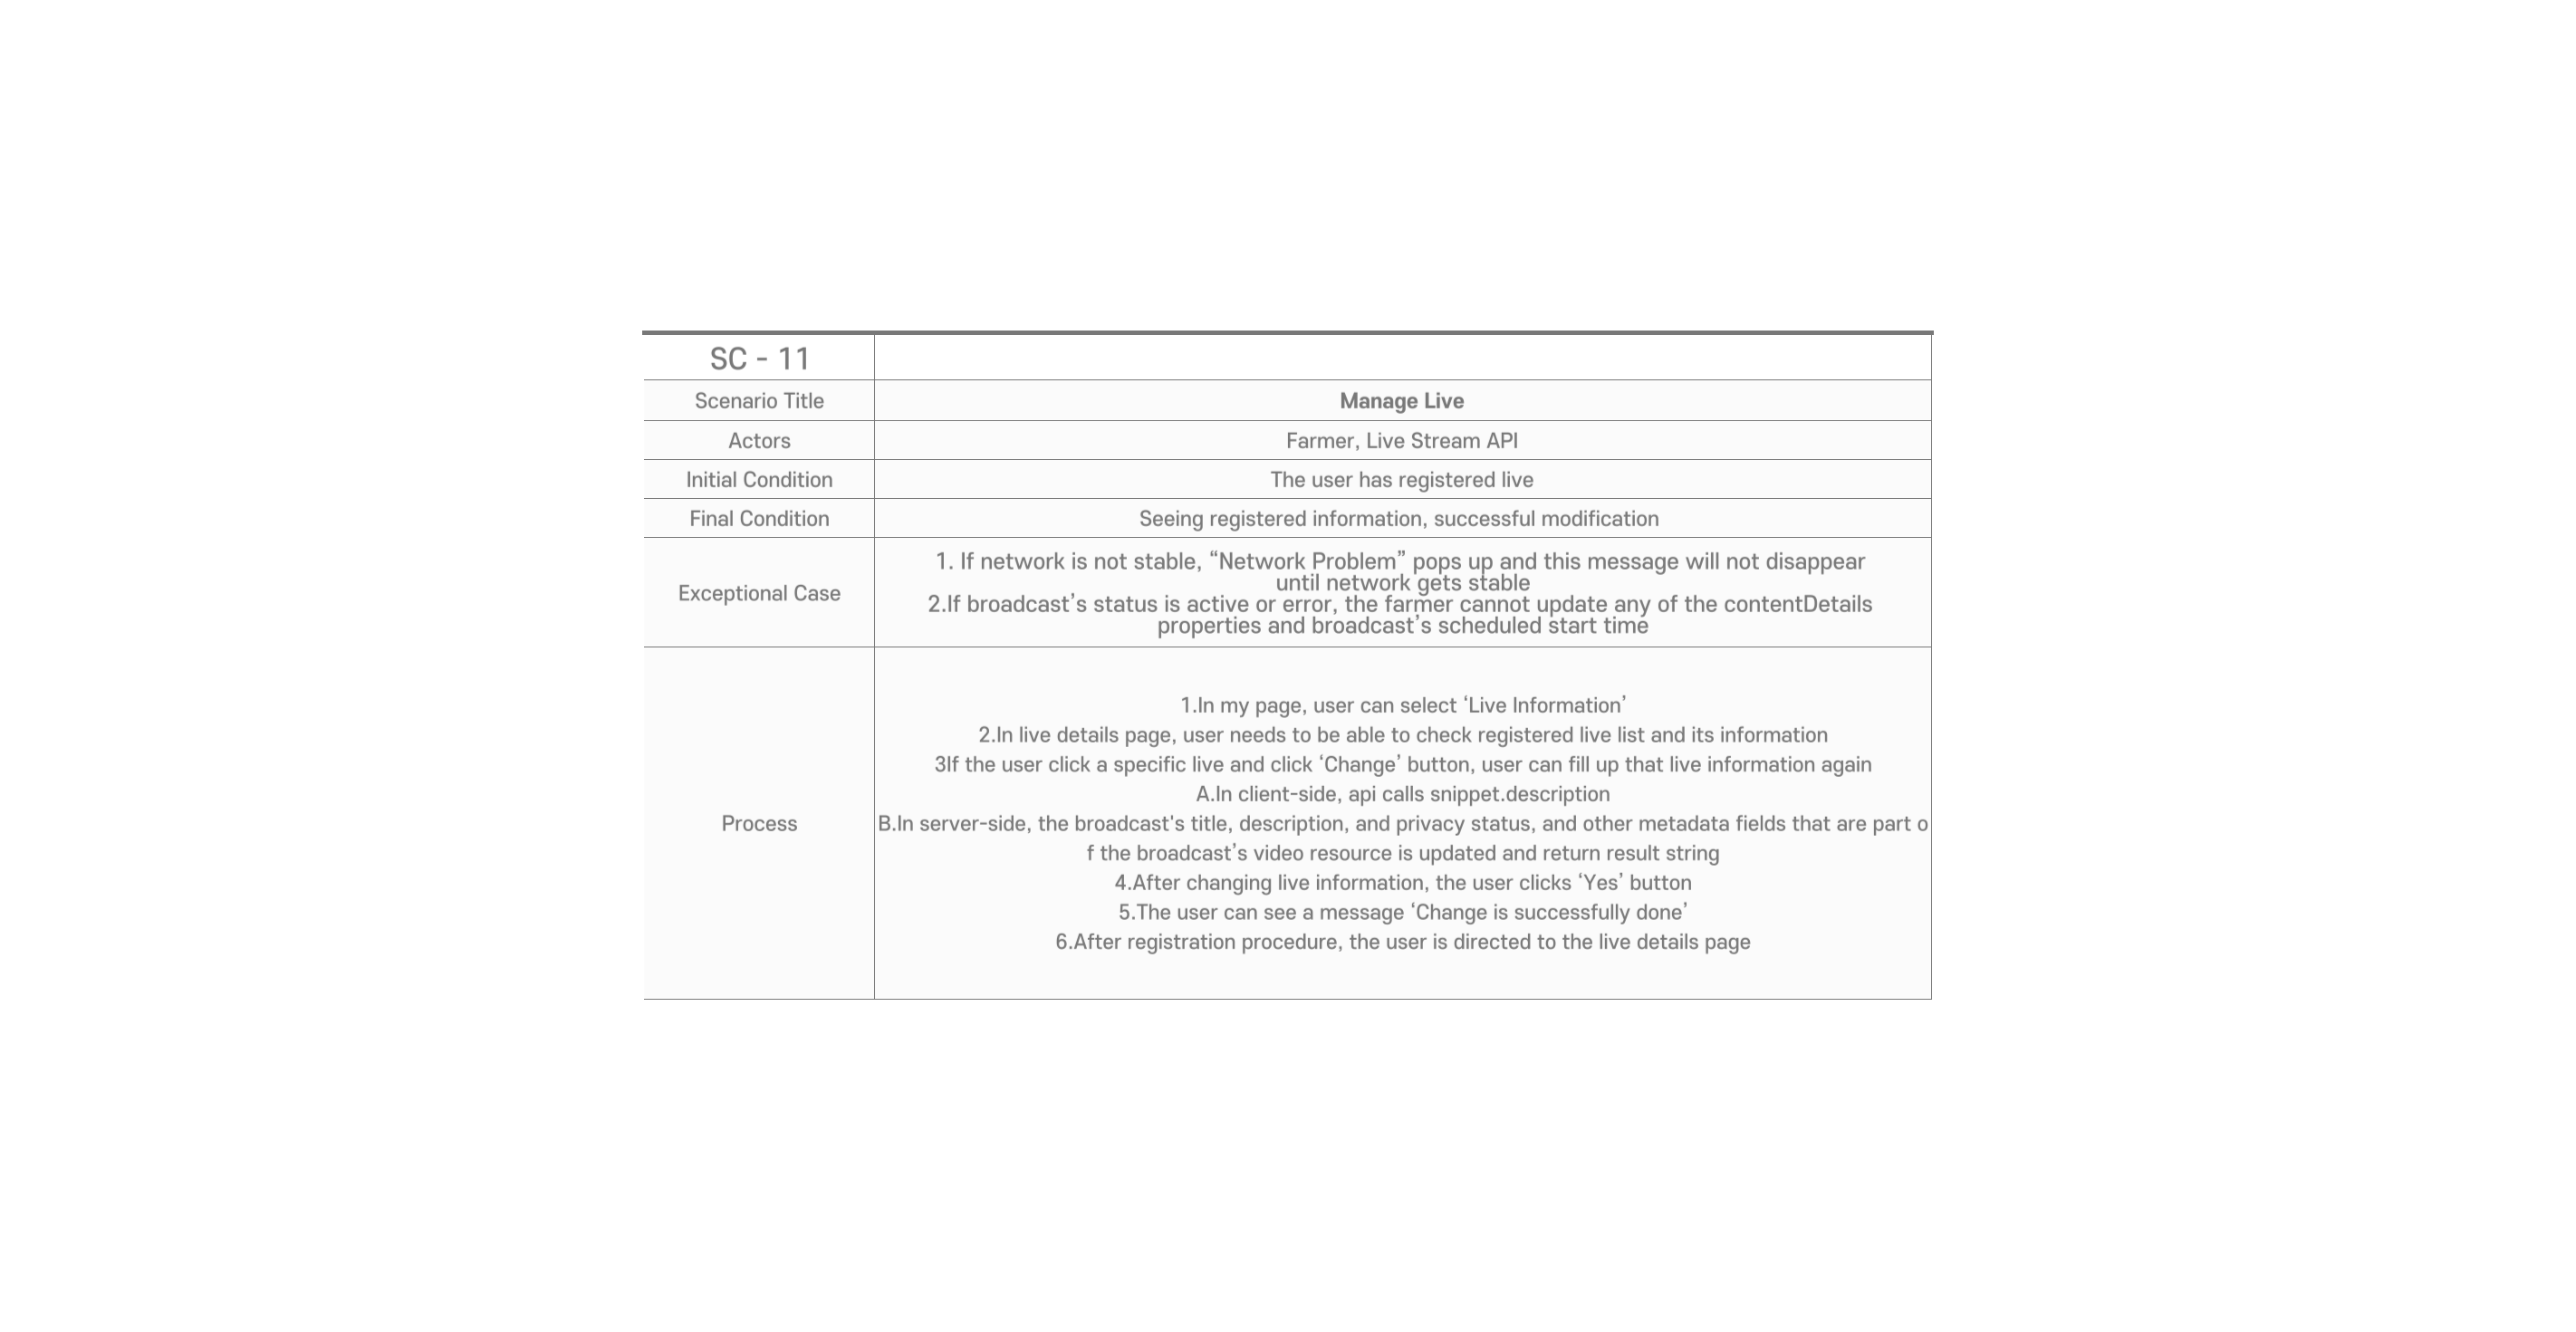 SC - 11
Scenario Title
Manage Live
Actors
Farmer, Live Stream API
Initial Condition
The user has registered live
Final Condition
Seeing registered information, successful modification
Exceptional Case
1. If network is not stable, “Network Problem” pops up and this message will not disappear
until network gets stable
2.If broadcast’s status is active or error, the farmer cannot update any of the contentDetails
properties and broadcast’s scheduled start time
Process
1.In my page, user can select ‘Live Information’
2.In live details page, user needs to be able to check registered live list and its information
3If the user click a specific live and click ‘Change’ button, user can fill up that live information again
A.In client-side, api calls snippet.description
B.In server-side, the broadcast's title, description, and privacy status, and other metadata fields that are part o
f the broadcast’s video resource is updated and return result string
4.After changing live information, the user clicks ‘Yes’ button
5.The user can see a message ‘Change is successfully done’
6.After registration procedure, the user is directed to the live details page